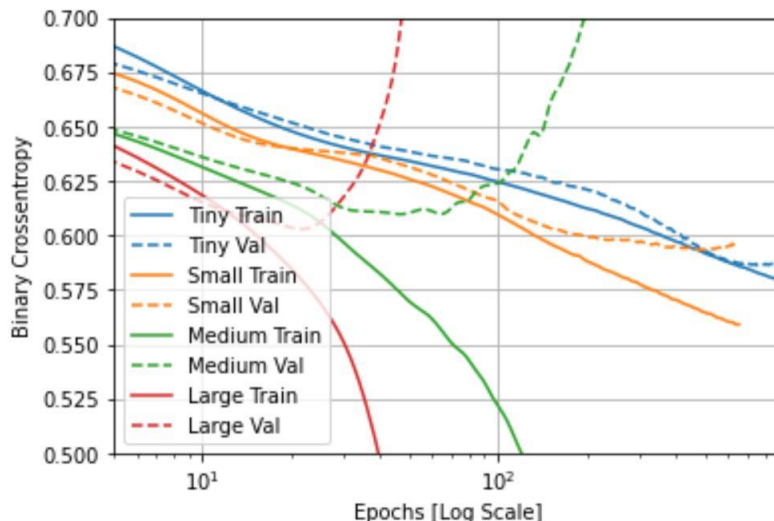 0.700
0.675
0.650
0.625
0.600
0.575
0.550
0.525
0.500
Binary Crossentropy
Tiny Train
Tiny Val
Small Train
Small Val
Medium Train
Medium Val
Large Train
Large Val
10¹
10²
Epochs [Log Scale]